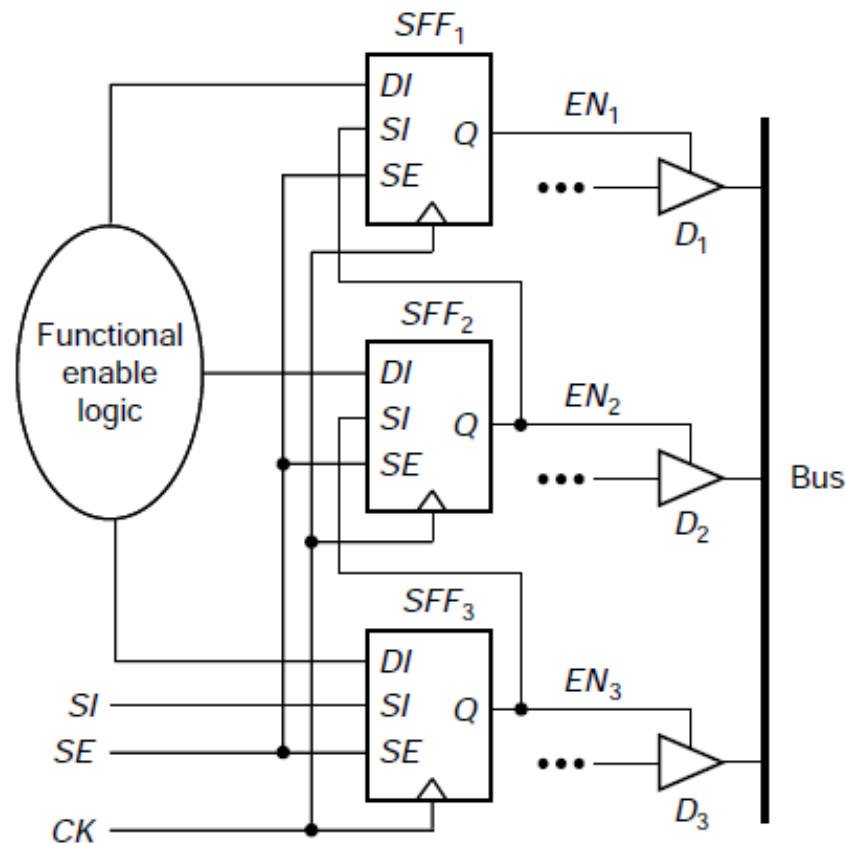 SFF₁
DI
SI
SE
Q
EN₁
•••
D₁
Functional
enable
logic
SFF₂
DI
SI
SE
Q
EN₂
•••
D₂
Bus
SFF₃
DI
SI
SE
Q
EN₃
•••
D₃
SI
SE
CK